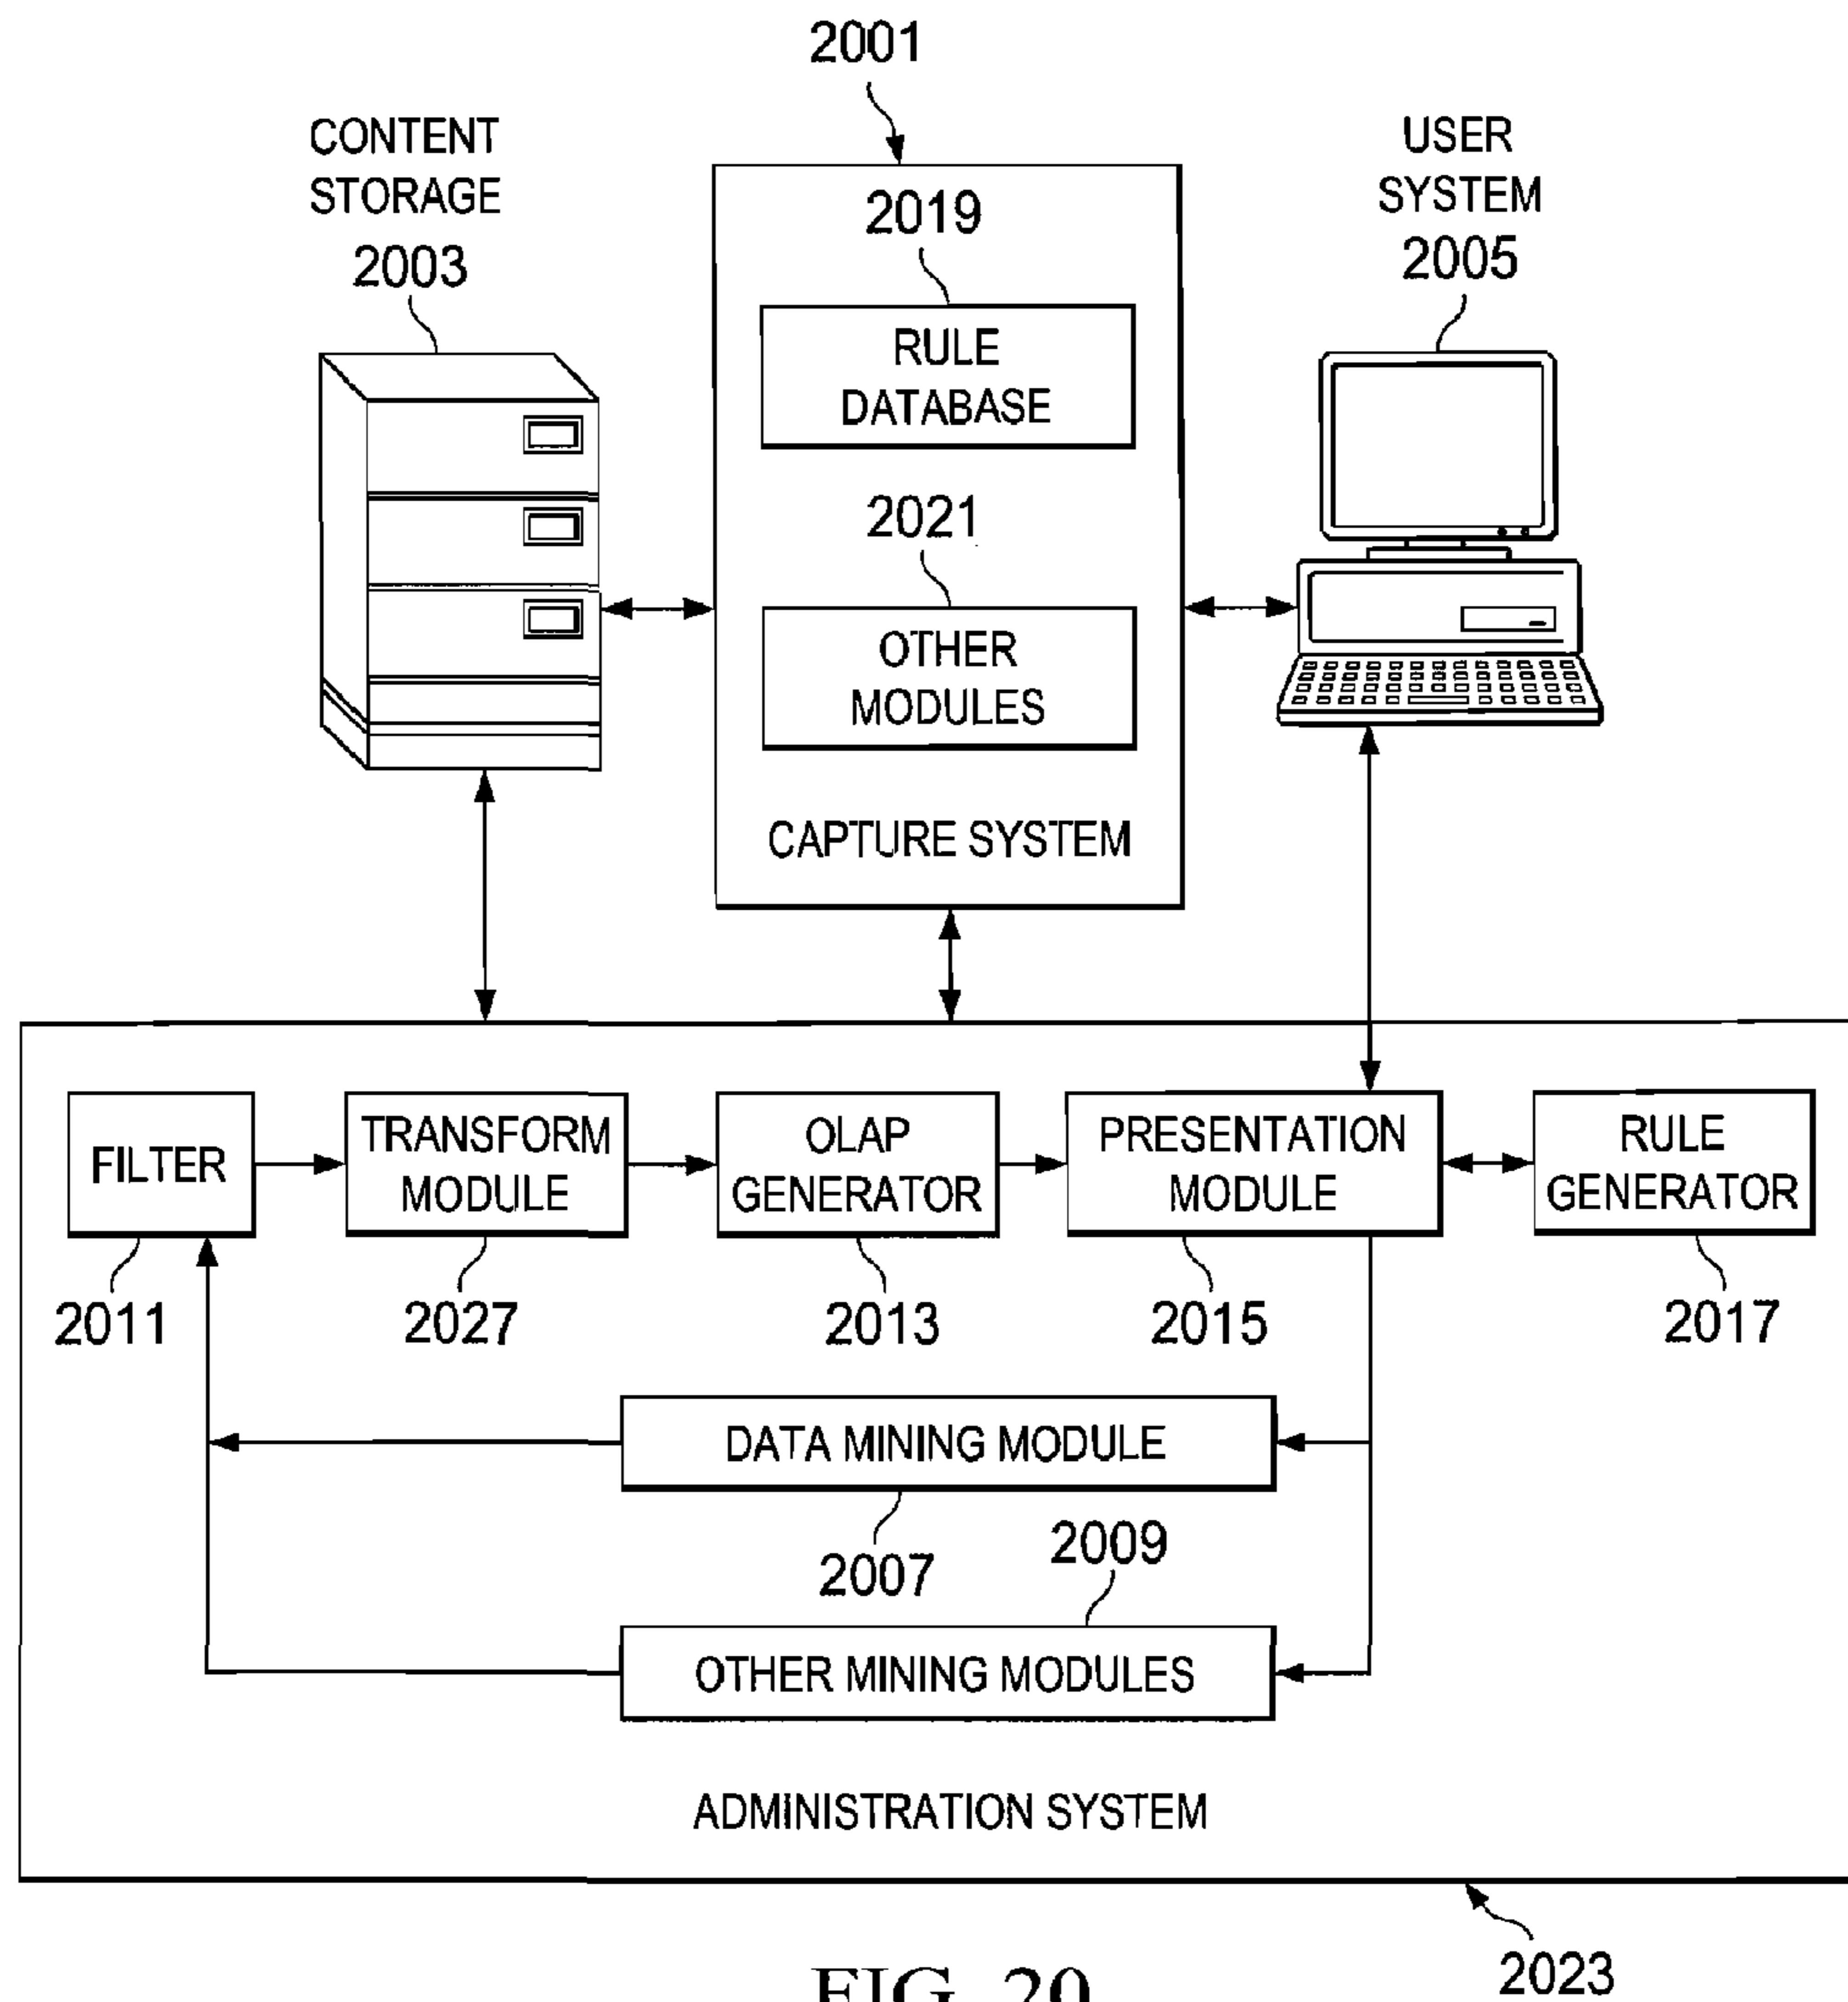 2001
CONTENT
STORAGE
2003
USER
SYSTEM
2005
2019
RULE
DATABASE
2021
OTHER
MODULES
CAPTURE SYSTEM
FILTER
TRANSFORM
MODULE
OLAP
GENERATOR
PRESENTATION
MODULE
RULE
GENERATOR
2011
2027
2013
2015
2017
DATA MINING MODULE
2007
2009
OTHER MINING MODULES
ADMINISTRATION SYSTEM
2023
FIG. 20